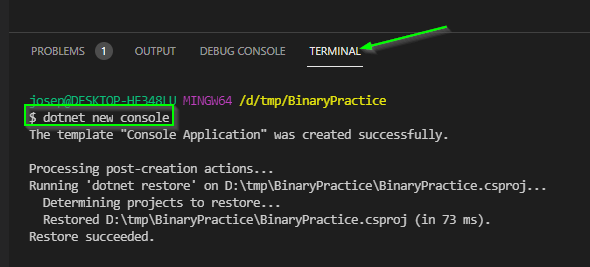 PROBLEMS 1 OUTPUT DEBUG CONSOLE TERMINAL
josep@DESKTOP-HE348LU MINGW64 /d/tmp/BinaryPractice
$ dotnet new console
The template "Console Application" was created successfully.
Processing post-creation actions...
Running 'dotnet restore' on D:\tmp\BinaryPractice\BinaryPractice.csproj...
Determining projects to restore...
Restored D:\tmp\BinaryPractice\BinaryPractice.csproj (in 73 ms).
Restore succeeded.